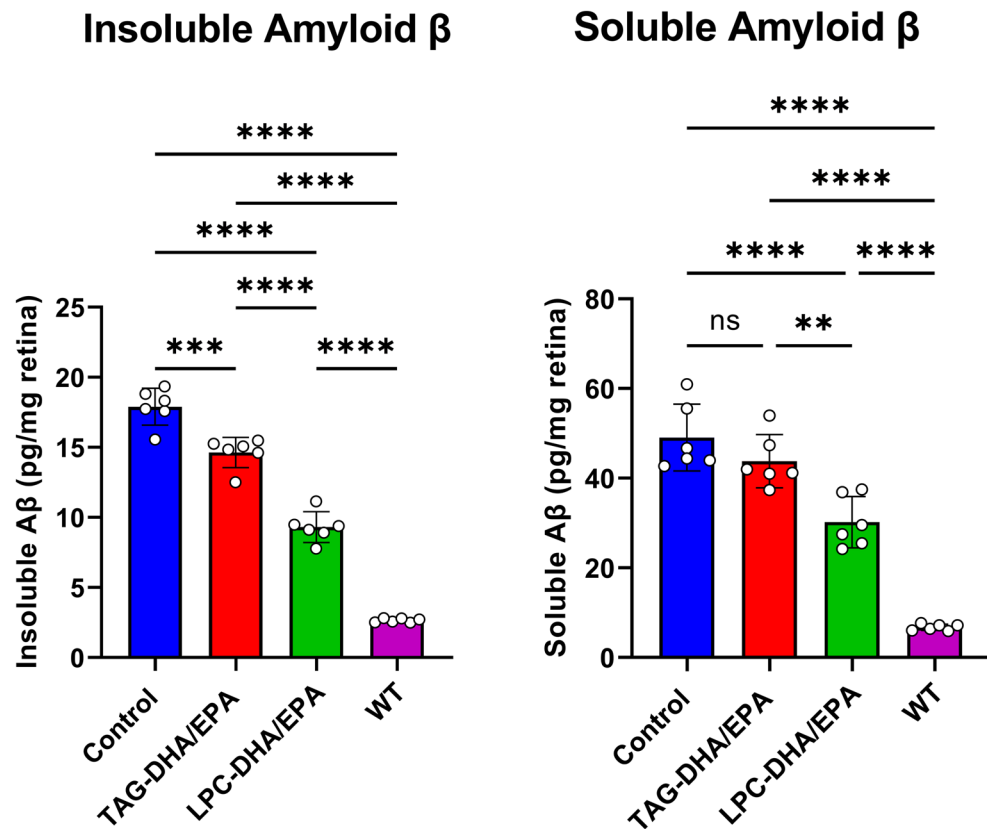 Insoluble Amyloid β
****
****
****
****
***
****
Insoluble Aβ (pg/mg retina)
25
20
15
10
5
0
Control
TAG-DHA/EPA
LPC-DHA/EPA
WT
Soluble Amyloid β
****
****
****
****
ns
**
Soluble Aβ (pg/mg retina)
80
60
40
20
0
Control
TAG-DHA/EPA
LPC-DHA/EPA
WT